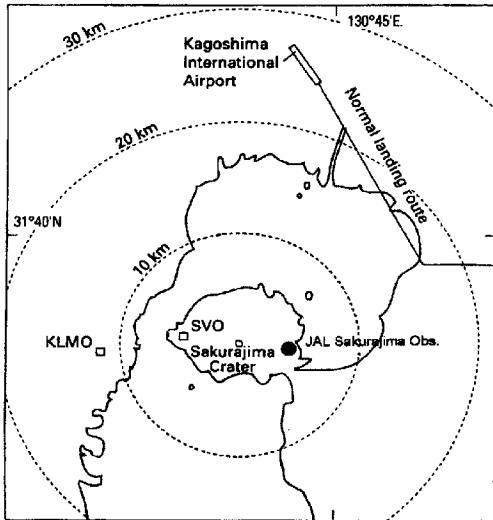 130°45'E.
30 km
Kagoshima
International
Airport
Normal landing route
20 km
31°40'N
10 km
SVO
KLMO
Sakurajima
Crater
JAL Sakurajima Obs.